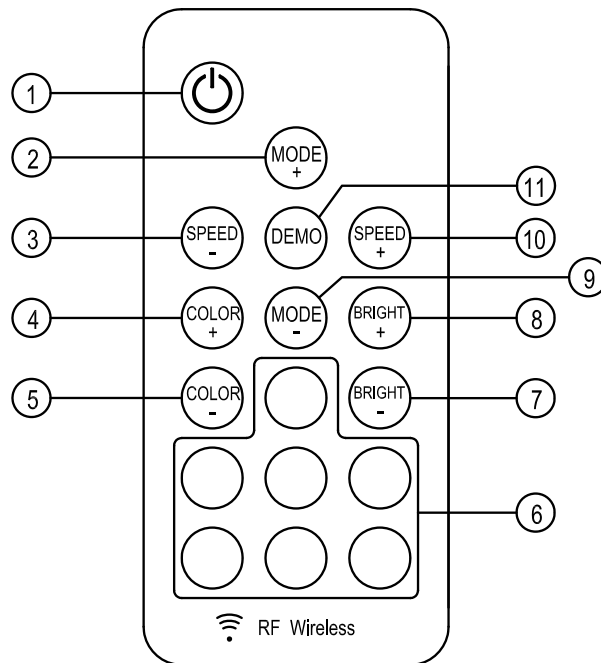 1
2
MODE
+
11
3
SPEED
-
DEMO
SPEED
+
10
9
4
COLOR
+
MODE
-
BRIGHT
+
8
5
COLOR
-
BRIGHT
-
7
6
RF Wireless